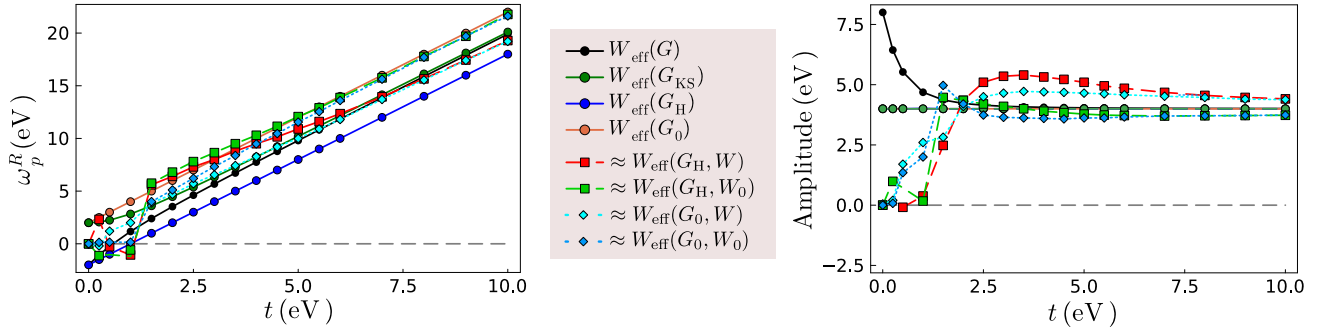 20
15
10
5
0
ω_p^R (eV)
0.0 2.5 5.0 7.5 10.0
t (eV)
W_eff(G)
W_eff(G_KS)
W_eff(G_H)
W_eff(G_0)
≈ W_eff(G_H, W)
≈ W_eff(G_H, W_0)
≈ W_eff(G_0, W)
≈ W_eff(G_0, W_0)
7.5
5.0
2.5
0.0
−2.5
Amplitude (eV)
0.0 2.5 5.0 7.5 10.0
t (eV)